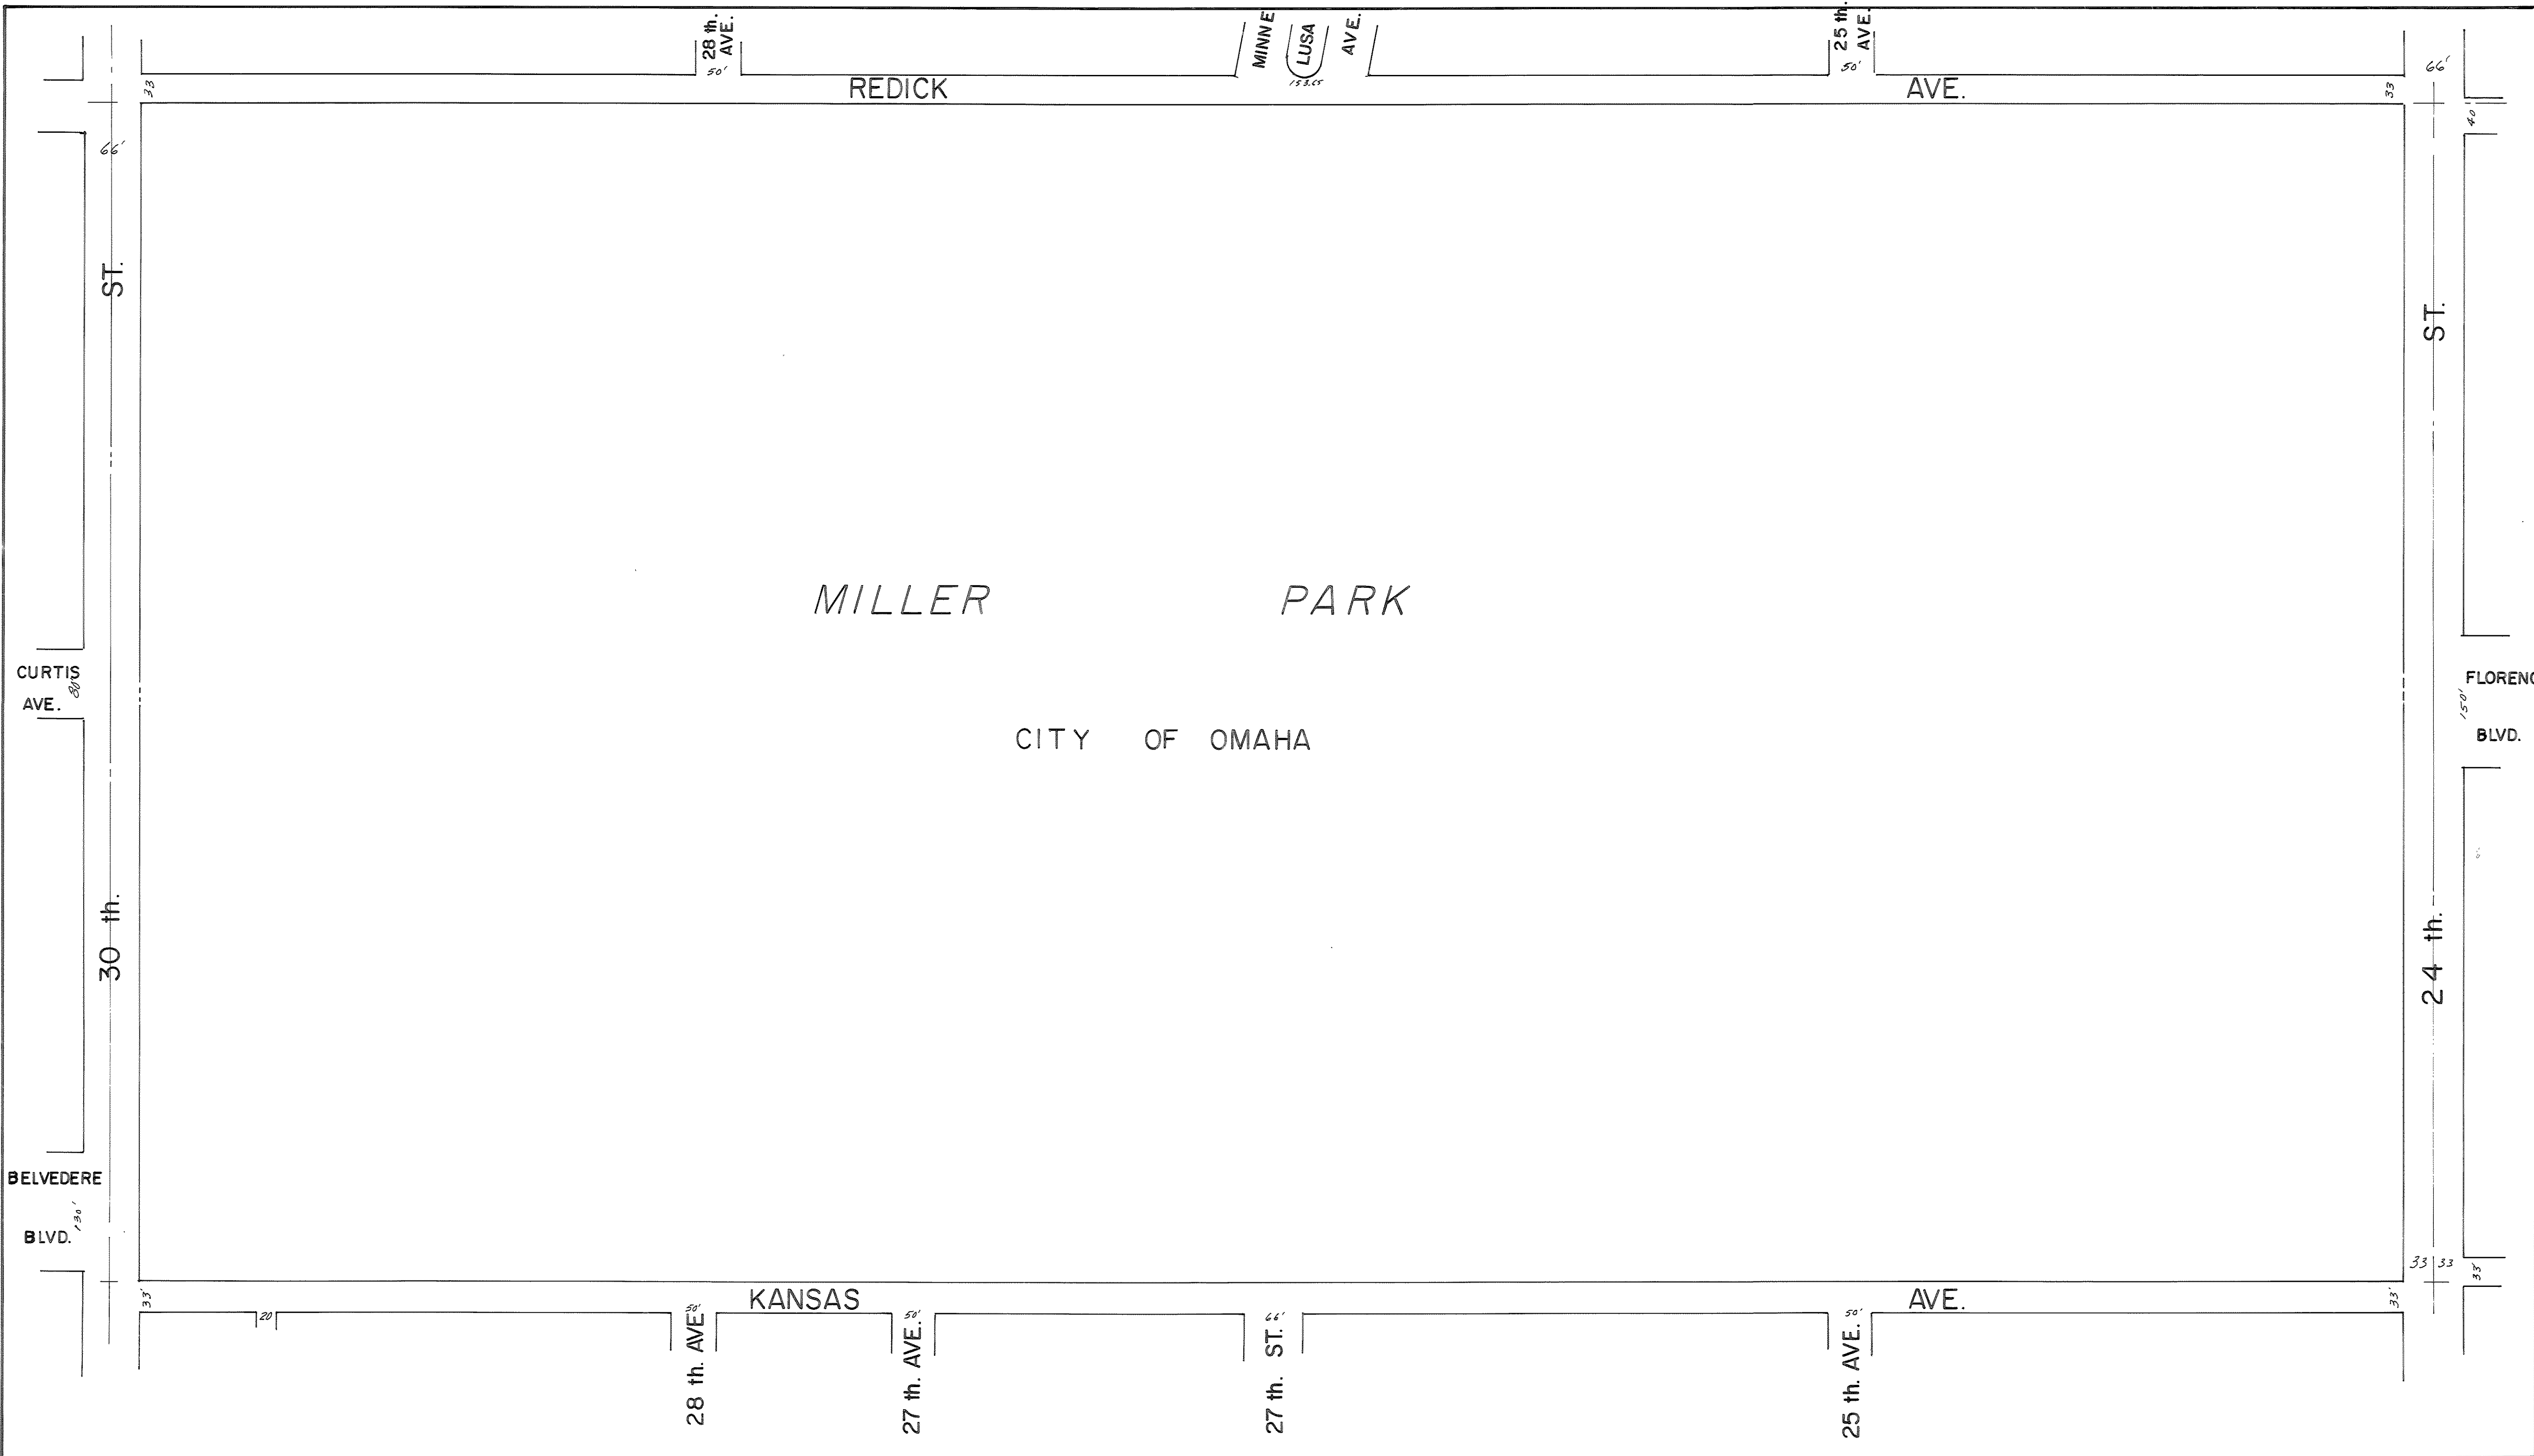 28 th. AVE.
50'
MINNE LUSA AVE.
153.65
25 th. AVE.
50'
66'
33
REDICK AVE.
33
40
66'
ST.
ST.
MILLER PARK
CURTIS
AVE.
80'
FLORENC
150'
BLVD.
CITY OF OMAHA
30 th.
24 th.
BELVEDERE
130'
BLVD.
33 33
33'
33'
KANSAS AVE.
33'
20
50'
28 th. AVE.
50'
27 th. AVE.
66'
27 th. ST.
50'
25 th. AVE.